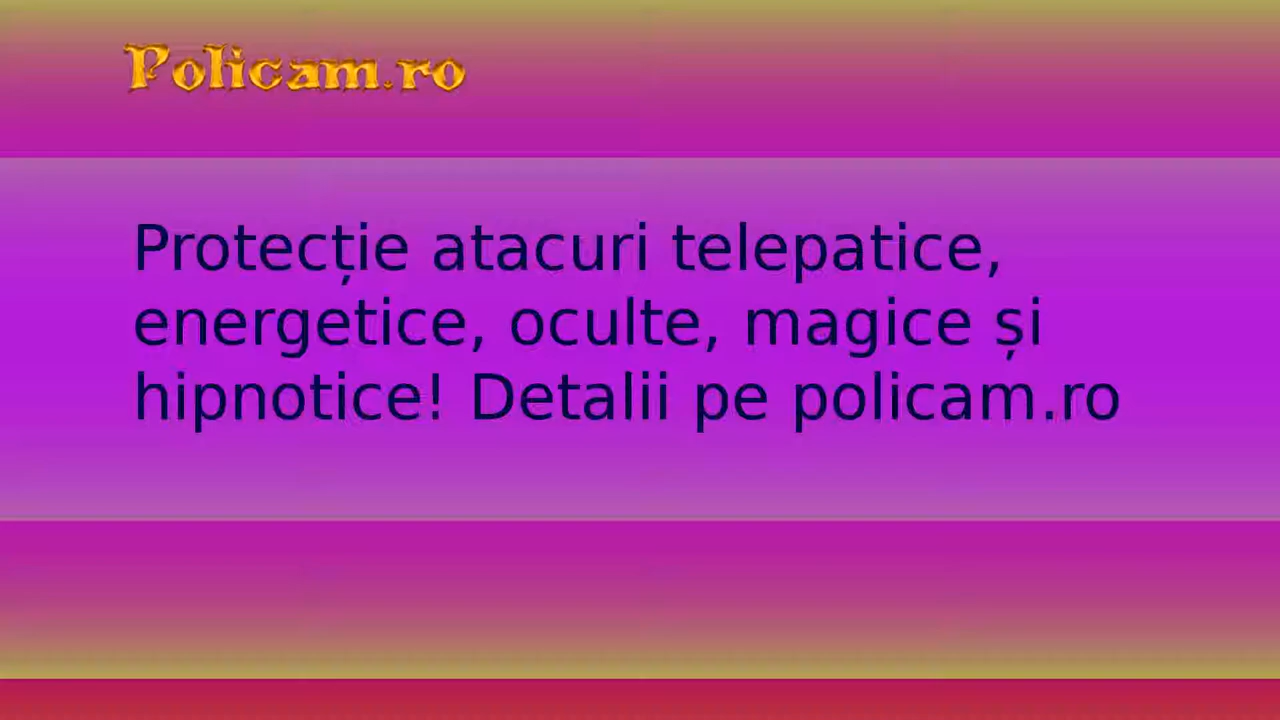 Policam.ro
Protecție atacuri telepatice,
energetice, oculte, magice și
hipnotice! Detalii pe policam.ro